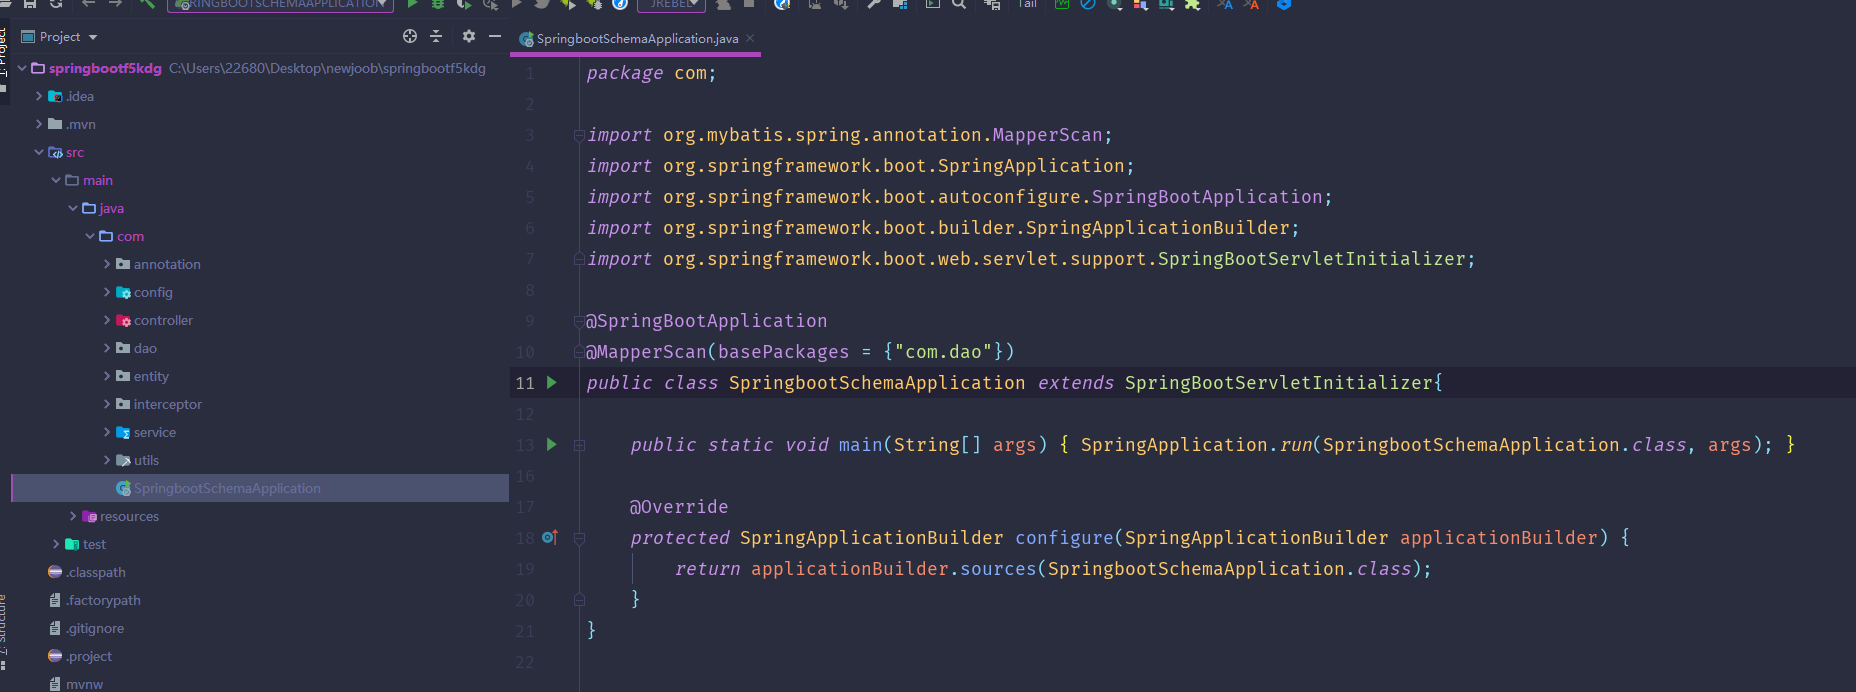 SPRINGBOOTSCHEMAAPPLICATION
JREBEL
Tail
Project
SpringbootSchemaApplication.java
1: Project
springbootf5kdg C:\Users\22680\Desktop\newjoob\springbootf5kdg
.idea
.mvn
src
main
java
com
annotation
config
controller
dao
entity
interceptor
service
utils
SpringbootSchemaApplication
resources
test
.classpath
.factorypath
.gitignore
.project
mvnw
7: Structure
1 package com;
2
3 import org.mybatis.spring.annotation.MapperScan;
4 import org.springframework.boot.SpringApplication;
5 import org.springframework.boot.autoconfigure.SpringBootApplication;
6 import org.springframework.boot.builder.SpringApplicationBuilder;
7 import org.springframework.boot.web.servlet.support.SpringBootServletInitializer;
8
9 @SpringBootApplication
10 @MapperScan(basePackages = {"com.dao"})
11 public class SpringbootSchemaApplication extends SpringBootServletInitializer{
12
13 public static void main(String[] args) { SpringApplication.run(SpringbootSchemaApplication.class, args); }
16
17 @Override
18 protected SpringApplicationBuilder configure(SpringApplicationBuilder applicationBuilder) {
19 return applicationBuilder.sources(SpringbootSchemaApplication.class);
20 }
21 }
22